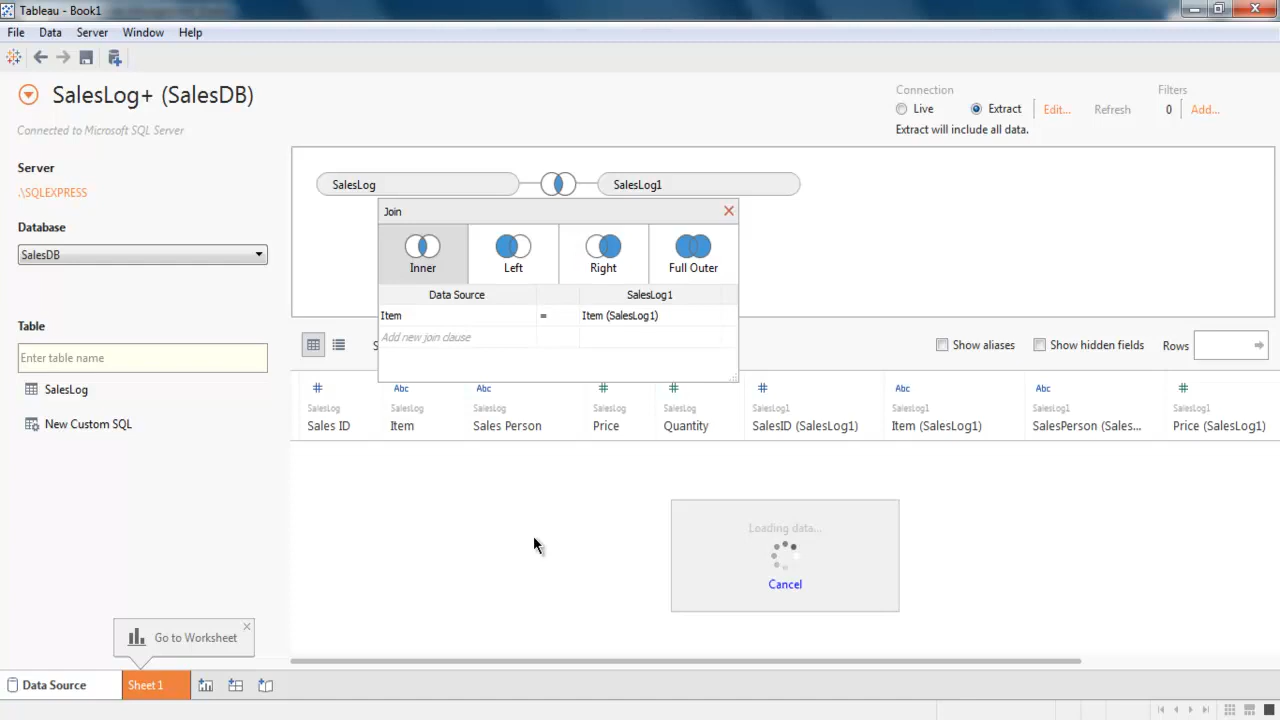 Tableau - Book1
File Data Server Window Help
SalesLog+ (SalesDB)
Connected to Microsoft SQL Server
Connection
Live Extract Edit... Refresh
Extract will include all data.
Filters
0 Add...
Server
.\SQLEXPRESS
Database
SalesDB
Table
Enter table name
SalesLog
New Custom SQL
SalesLog SalesLog1
Join
Inner Left Right Full Outer
Data Source SalesLog1
Item = Item (SalesLog1)
Add new join clause
Show aliases Show hidden fields Rows
# Abc Abc # # # Abc Abc #
SalesLog SalesLog SalesLog SalesLog SalesLog SalesLog1 SalesLog1 SalesLog1 SalesLog1
Sales ID Item Sales Person Price Quantity SalesID (SalesLog1) Item (SalesLog1) SalesPerson (Sales... Price (SalesLog1)
Loading data...
Cancel
Go to Worksheet
Data Source Sheet 1